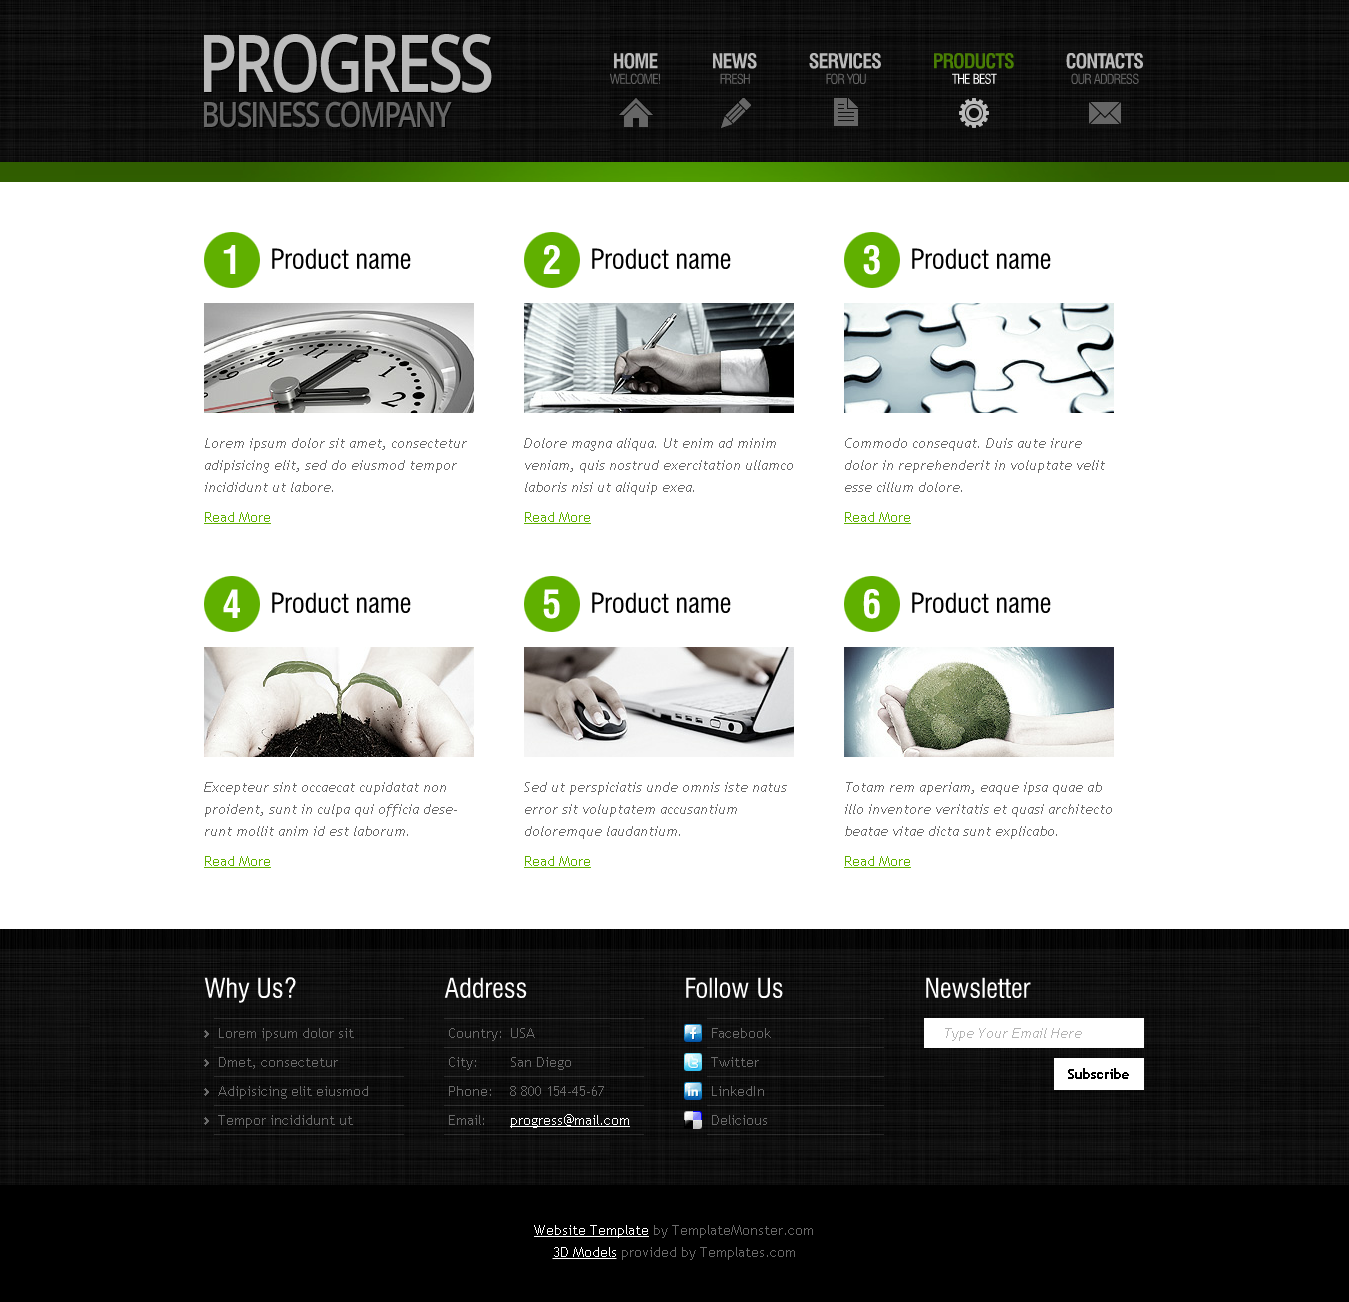 PROGRESS
BUSINESS COMPANY
HOME
WELCOME!
NEWS
FRESH
SERVICES
FOR YOU
PRODUCTS
THE BEST
CONTACTS
OUR ADDRESS
1 Product name
9 10 11 1 2
Lorem ipsum dolor sit amet, consectetur
adipisicing elit, sed do eiusmod tempor
incididunt ut labore.
Read More
2 Product name
Dolore magna aliqua. Ut enim ad minim
veniam, quis nostrud exercitation ullamco
laboris nisi ut aliquip exea.
Read More
3 Product name
Commodo consequat. Duis aute irure
dolor in reprehenderit in voluptate velit
esse cillum dolore.
Read More
4 Product name
Excepteur sint occaecat cupidatat non
proident, sunt in culpa qui officia dese-
runt mollit anim id est laborum.
Read More
5 Product name
Sed ut perspiciatis unde omnis iste natus
error sit voluptatem accusantium
doloremque laudantium.
Read More
6 Product name
Totam rem aperiam, eaque ipsa quae ab
illo inventore veritatis et quasi architecto
beatae vitae dicta sunt explicabo.
Read More
Why Us?
Lorem ipsum dolor sit
Dmet, consectetur
Adipisicing elit eiusmod
Tempor incididunt ut
Address
Country: USA
City: San Diego
Phone: 8 800 154-45-67
Email: progress@mail.com
Follow Us
Facebook
Twitter
LinkedIn
Delicious
Newsletter
Type Your Email Here
Subscribe
Website Template by TemplateMonster.com
3D Models provided by Templates.com